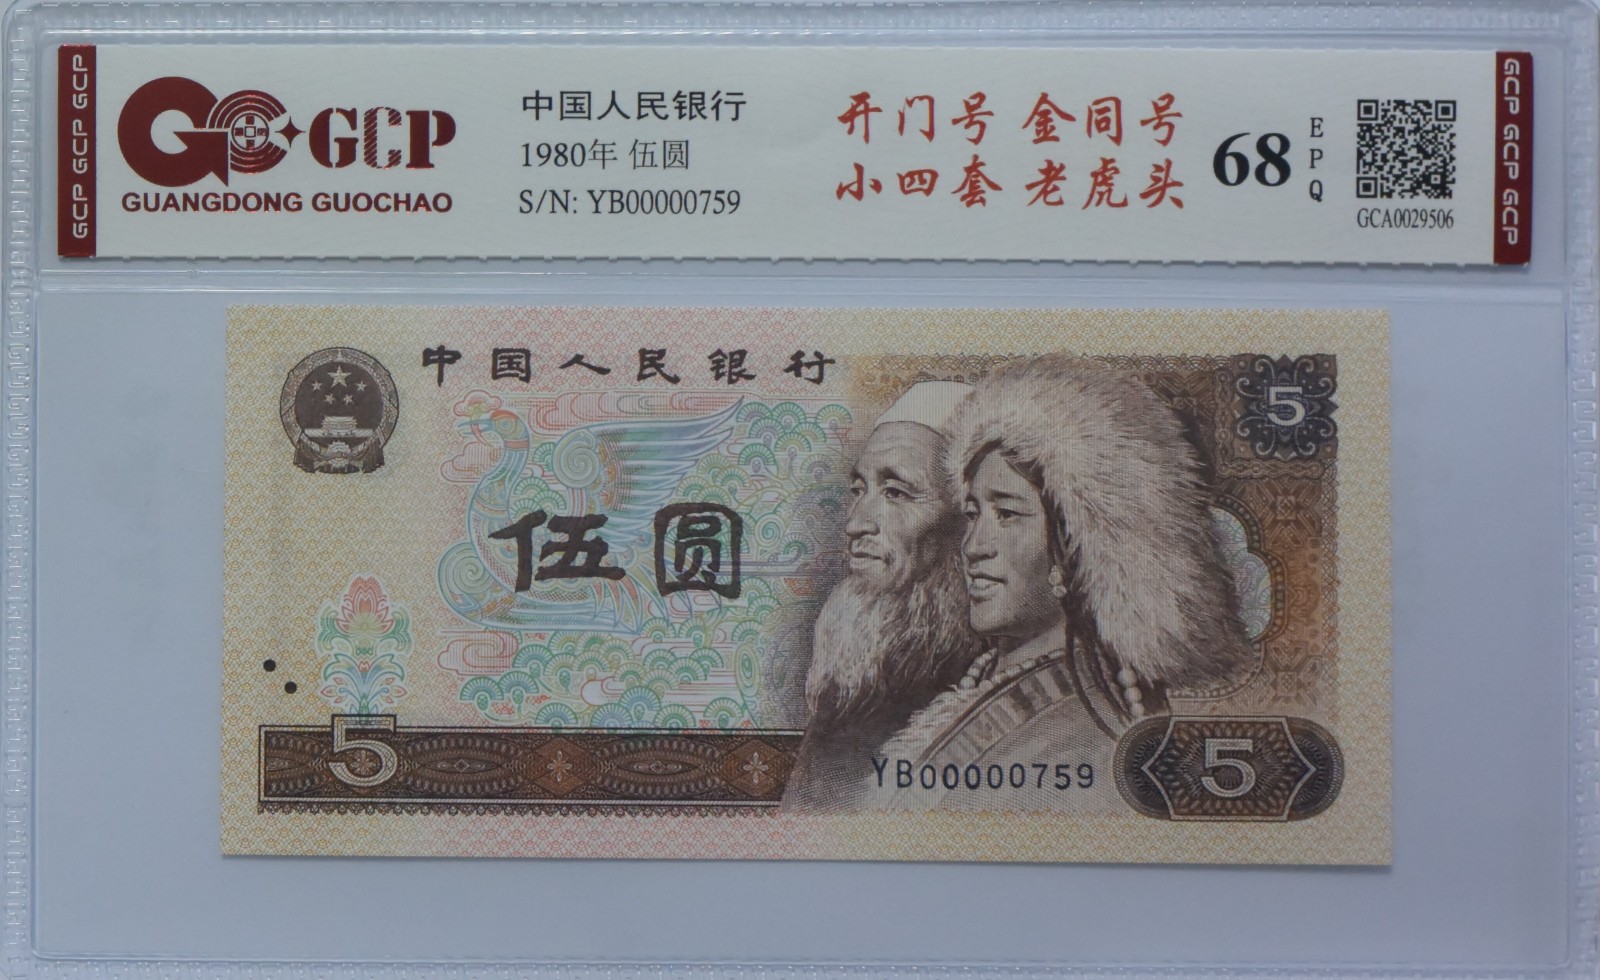 GCP GCP GCP
GCP
GUANGDONG GUOCHAO
中国人民银行
1980年 伍圆
S/N: YB00000759
开门号 金同号
小四套 老虎头
68
EPQ
GCA0029506
GCP GCP GCP
中国人民银行
5
伍圆
5
YB00000759
5